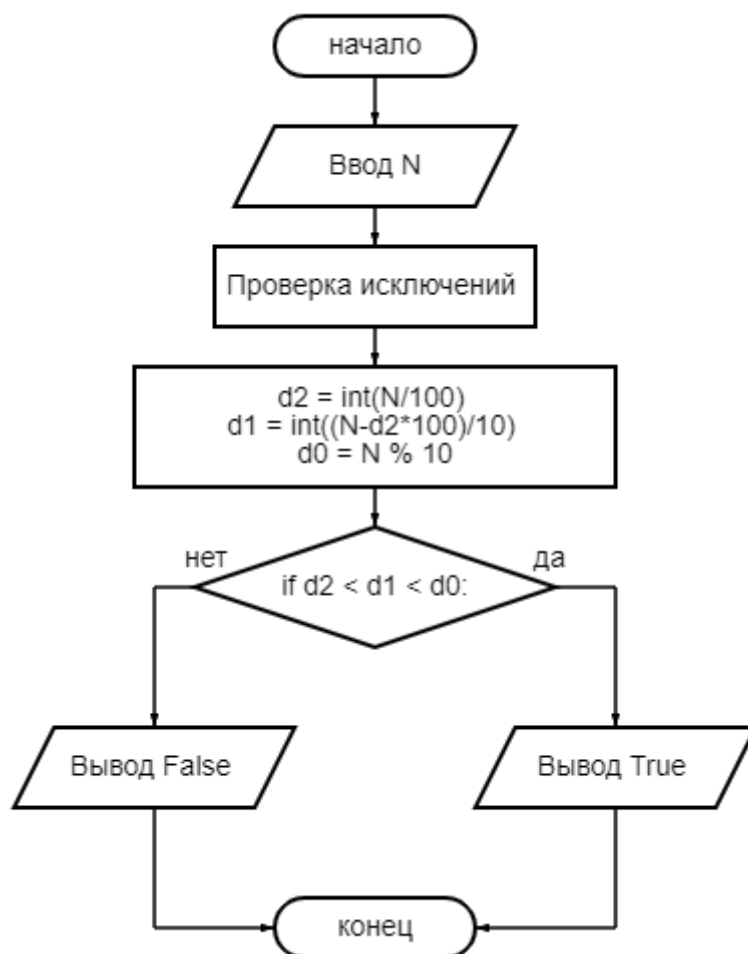 начало
Ввод N
Проверка исключений
d2 = int(N/100)
d1 = int((N-d2*100)/10)
d0 = N % 10
нет
да
if d2 < d1 < d0:
Вывод False
Вывод True
конец